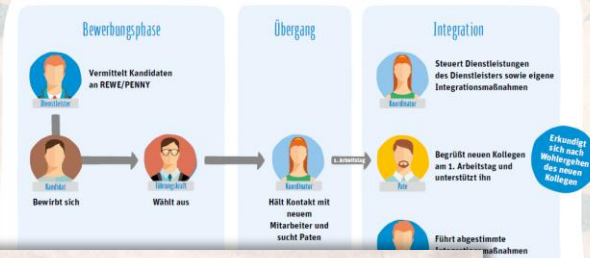 Bewerbungsphase
Vermittelt Kandidaten
an REWE/PENNY
Dienstleister
Kandidat
Bewirbt sich
Führungskraft
Wählt aus
Übergang
Koordinator
Hält Kontakt mit
neuem
Mitarbeiter und
sucht Paten
1. Arbeitstag
Integration
Steuert Dienstleistungen
des Dienstleisters sowie eigene
Integrationsmaßnahmen
Koordinator
Begrüßt neuen Kollegen
am 1. Arbeitstag und
unterstützt ihn
Pate
Erkundigt
sich nach
Wohlergehen
des neuen
Kollegen
Führt abgestimmte
Integrationsmaßnahmen